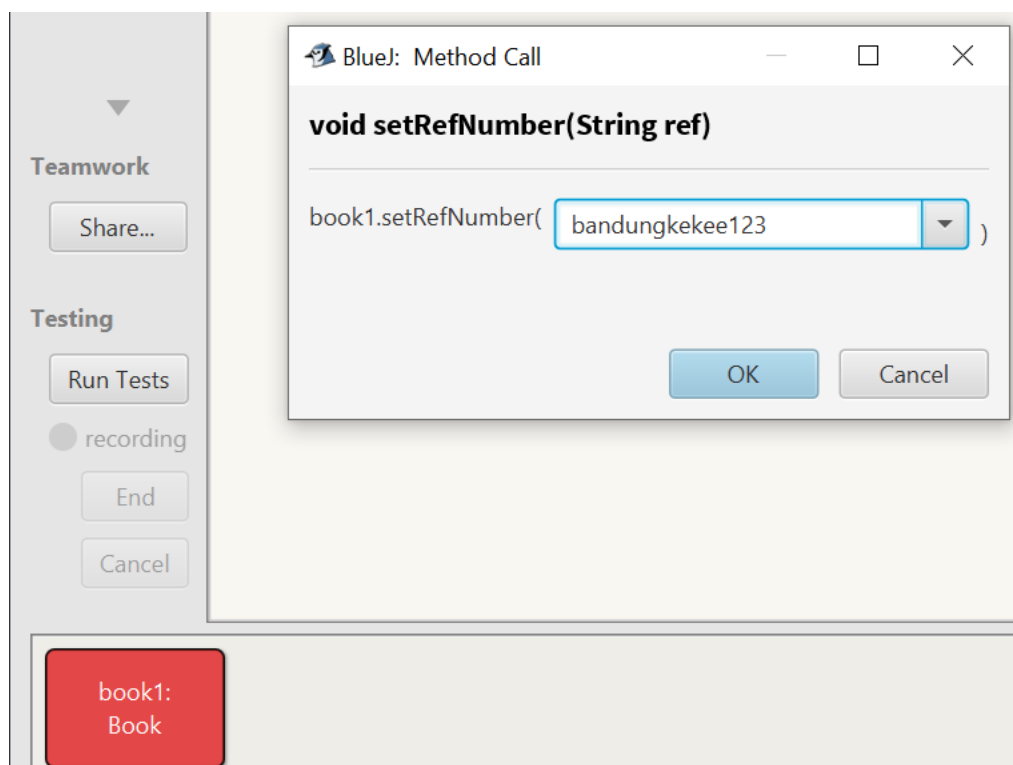 BlueJ: Method Call
void setRefNumber(String ref)
Teamwork
Share...
book1.setRefNumber( bandungkekee123 )
Testing
Run Tests
OK Cancel
recording
End
Cancel
book1:
Book